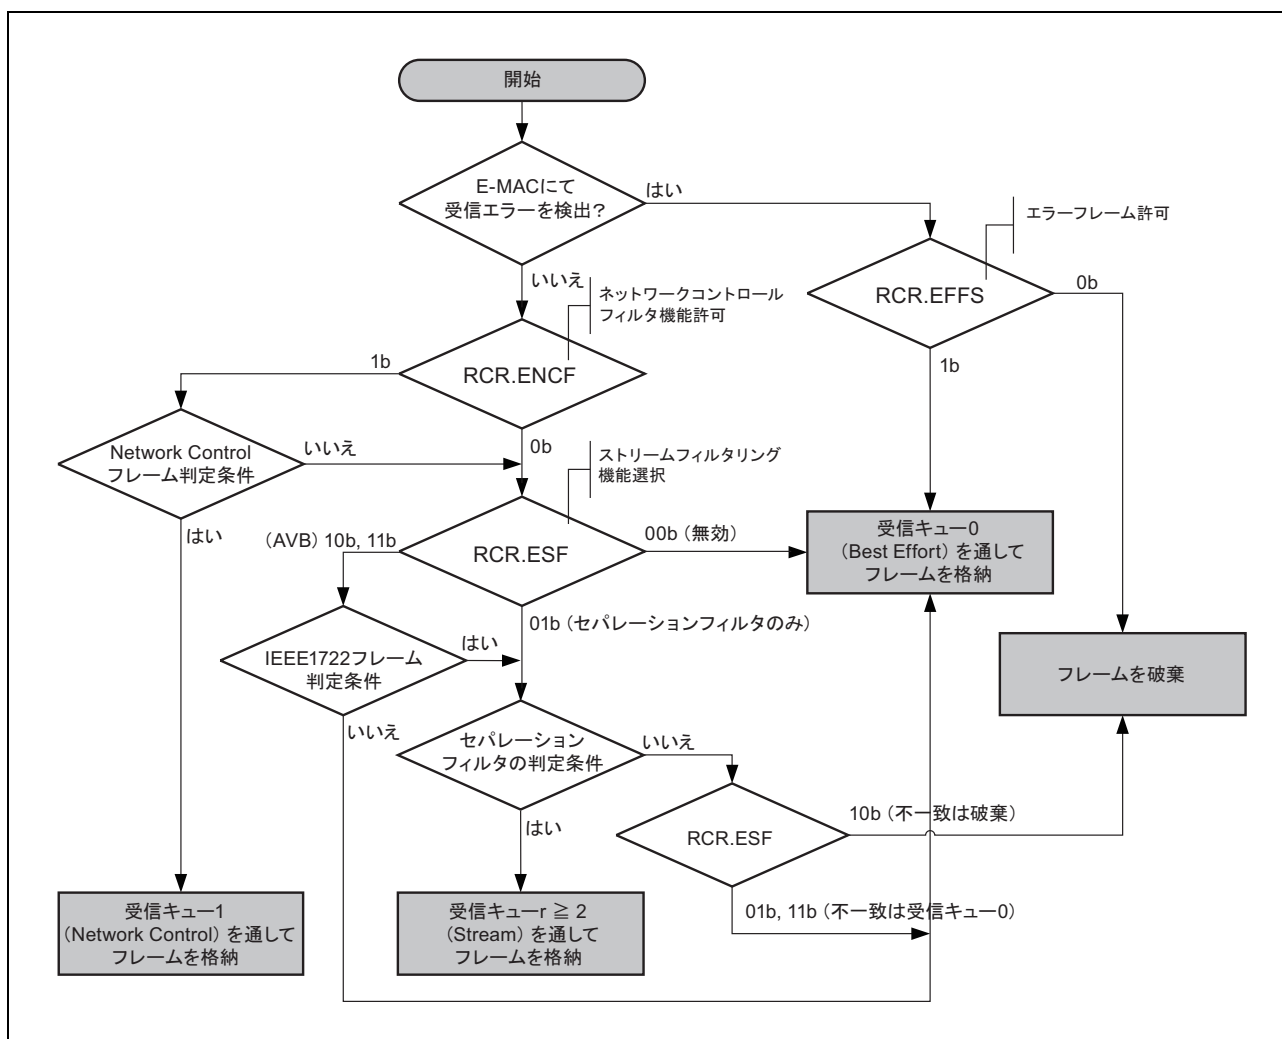 開始
E-MACにて
受信エラーを検出？
はい
エラーフレーム許可
いいえ
ネットワークコントロール
フィルタ機能許可
RCR.EFFS
0b
1b
RCR.ENCF
1b
Network Control
フレーム判定条件
いいえ
0b
ストリームフィルタリング
機能選択
はい
（AVB）10b, 11b
RCR.ESF
00b（無効）
受信キュー0
（Best Effort）を通して
フレームを格納
01b（セパレーションフィルタのみ）
IEEE1722フレーム
判定条件
はい
フレームを破棄
いいえ
セパレーション
フィルタの判定条件
いいえ
はい
RCR.ESF
10b（不一致は破棄）
01b, 11b（不一致は受信キュー0）
受信キュー1
（Network Control）を通して
フレームを格納
受信キューr ≧ 2
（Stream）を通して
フレームを格納